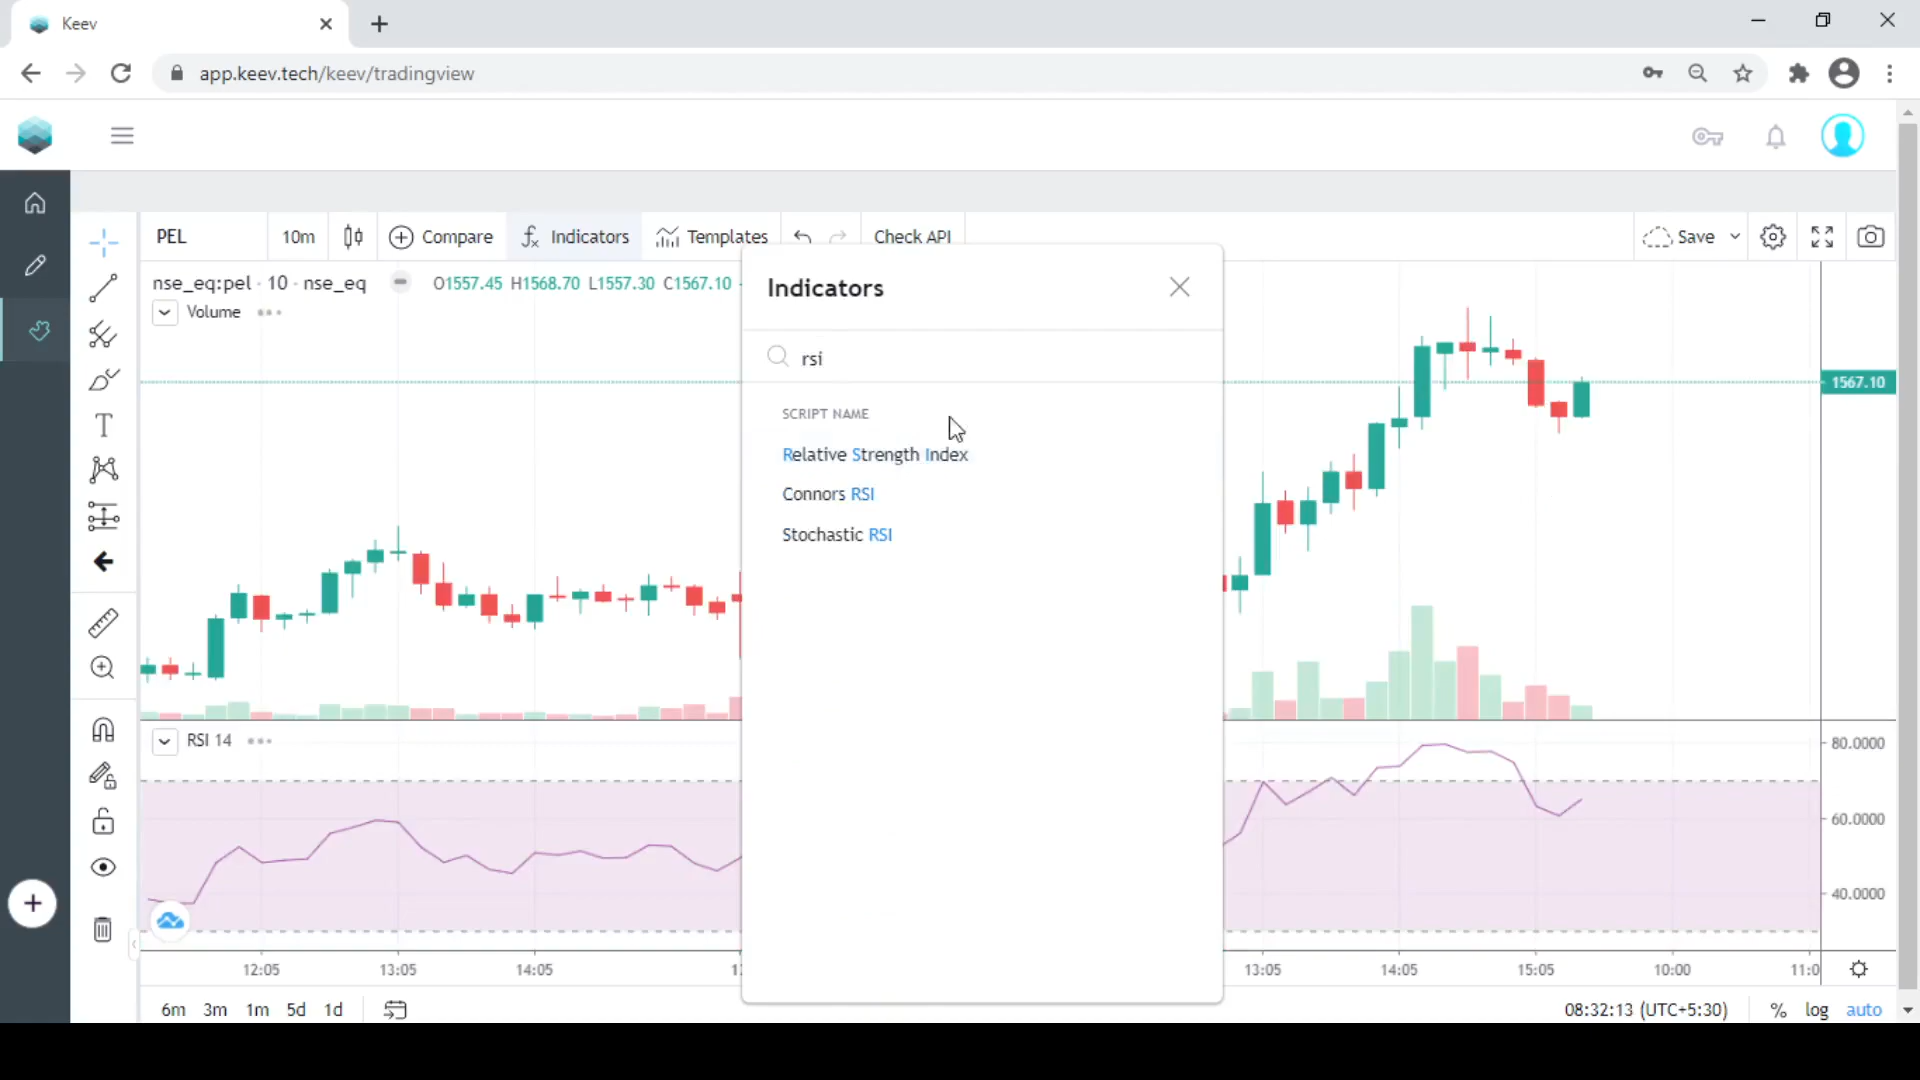 Keev
app.keev.tech/keev/tradingview
PEL 10m Compare Indicators Templates Check API Save
nse_eq:pel · 10 · nse_eq O1557.45 H1568.70 L1557.30 C1567.10
Volume
Indicators
rsi
SCRIPT NAME
Relative Strength Index
Connors RSI
Stochastic RSI
1567.10
RSI 14
80.0000
60.0000
40.0000
12:05 13:05 14:05 13:05 14:05 15:05 10:00
6m 3m 1m 5d 1d 08:32:13 (UTC+5:30) % log auto